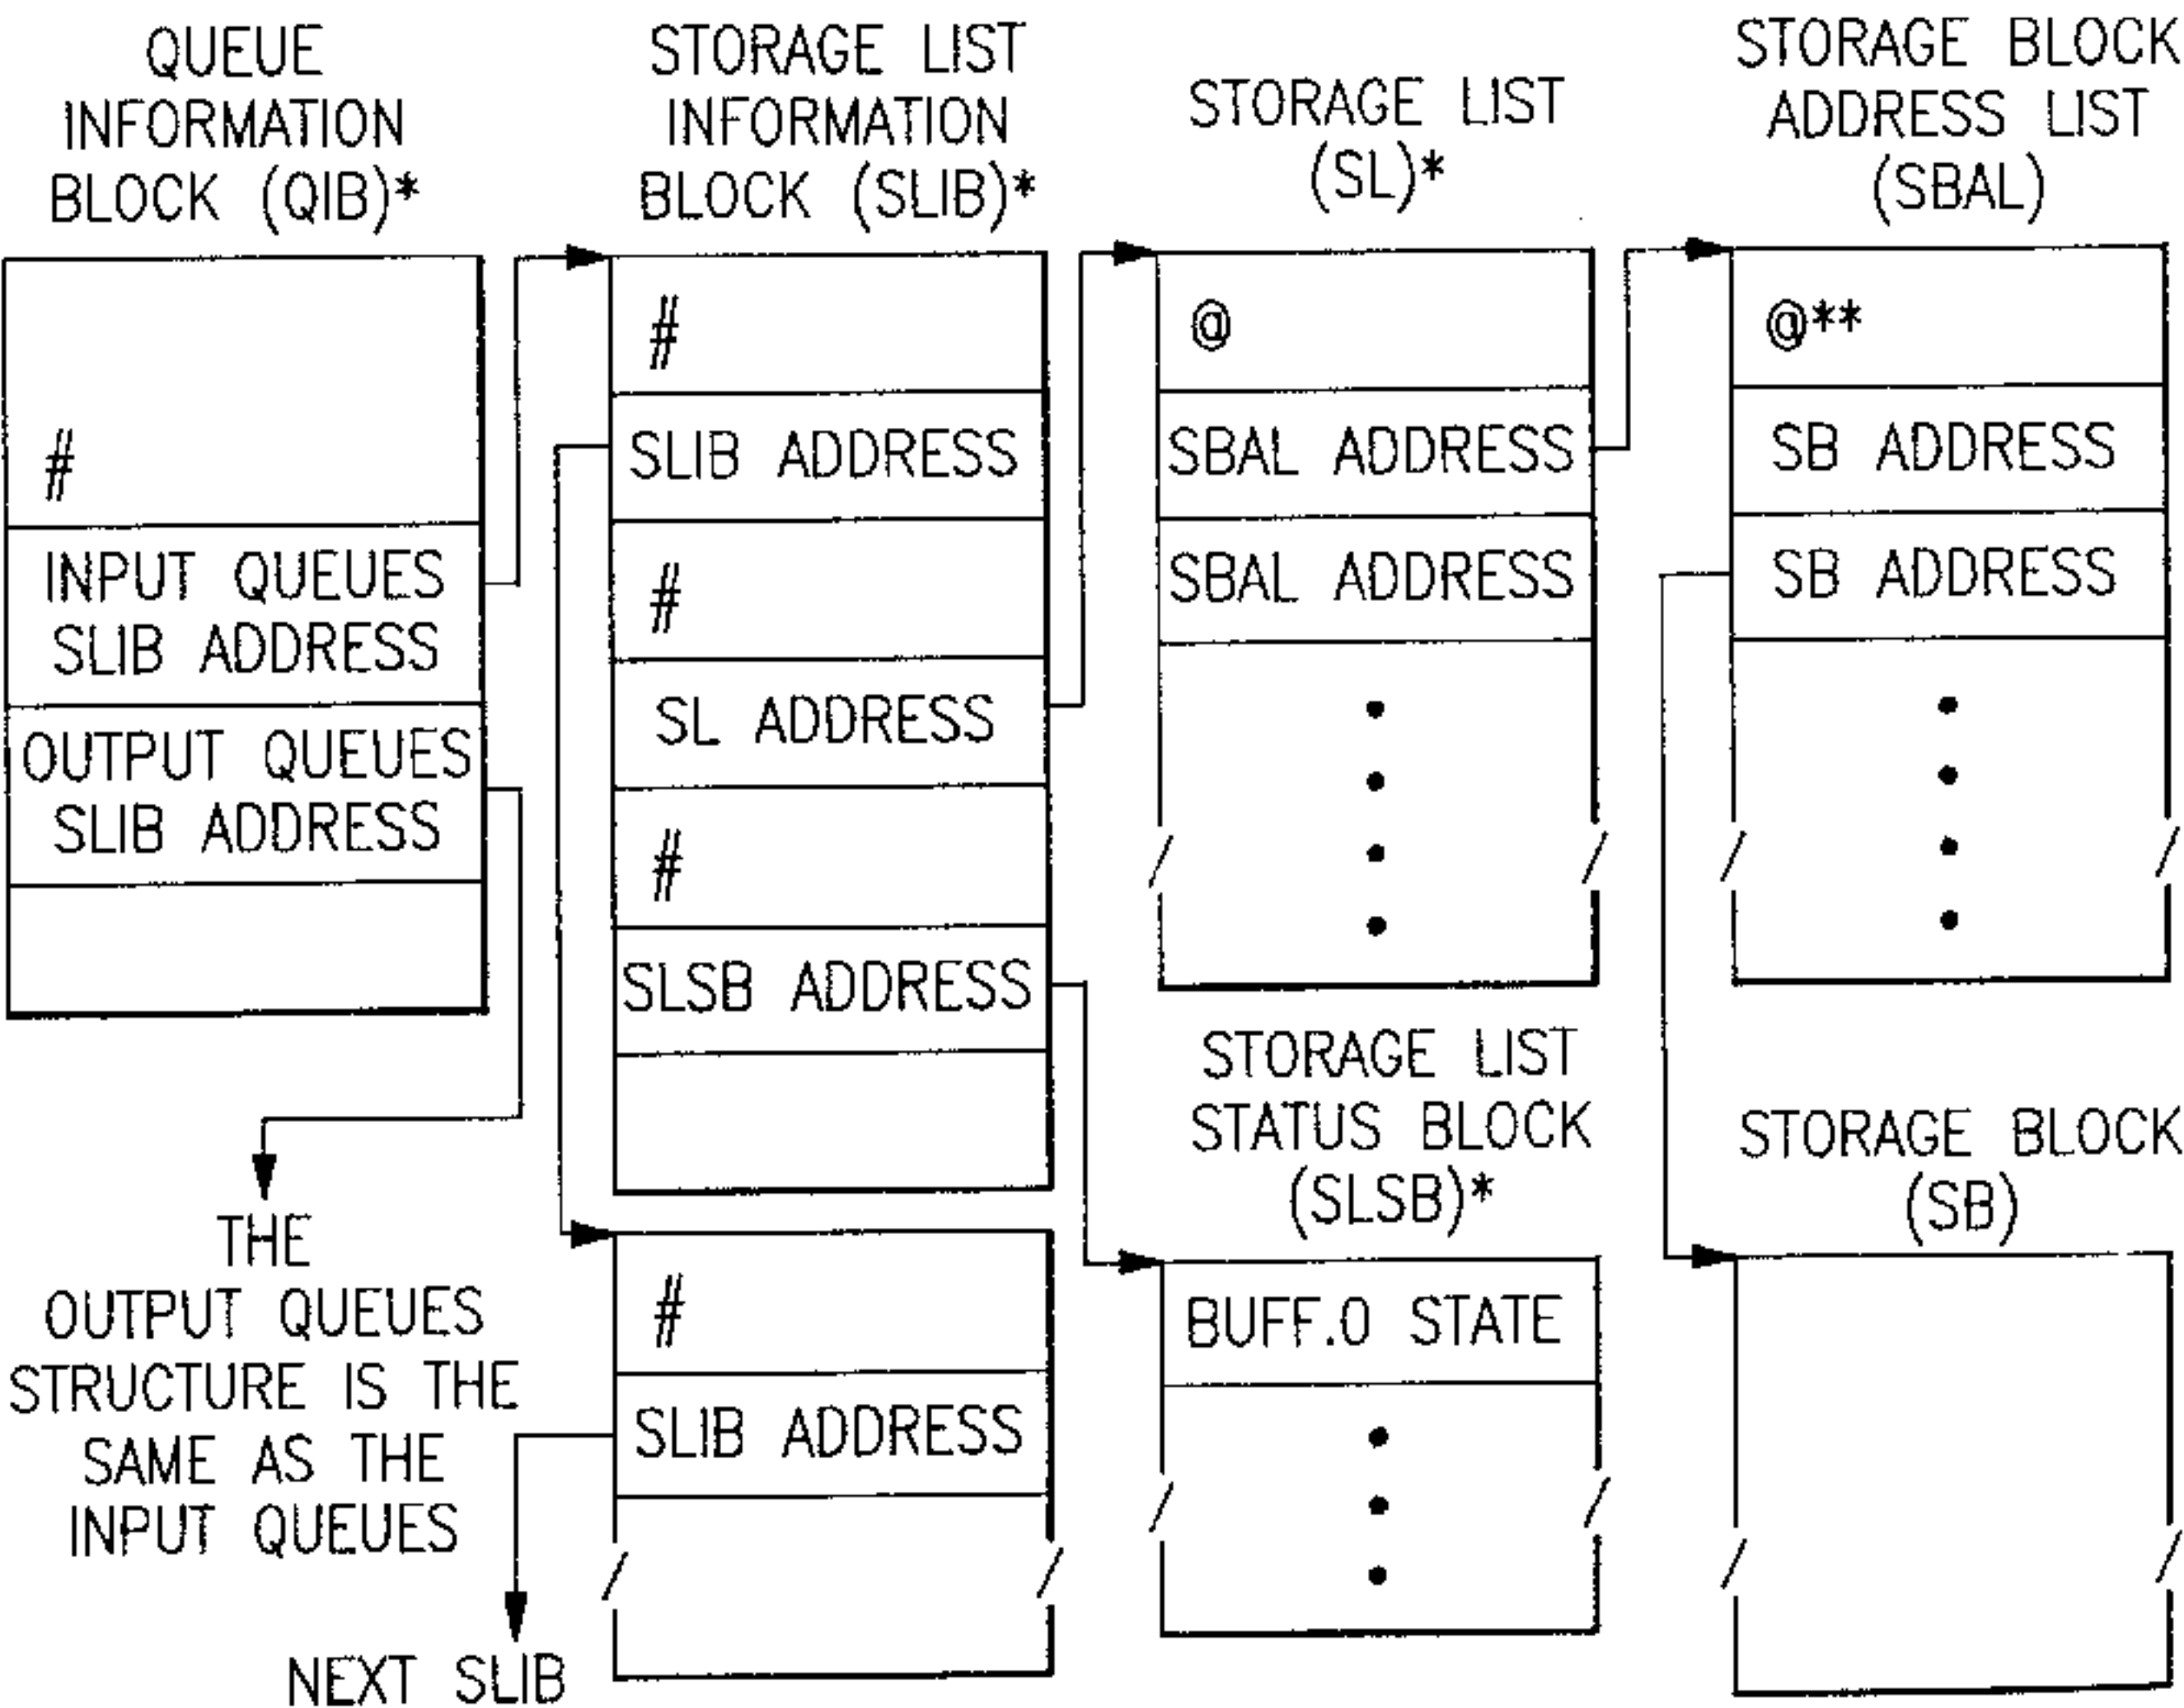 QUEUE
INFORMATION
BLOCK (QIB)*
#
INPUT QUEUES
SLIB ADDRESS
OUTPUT QUEUES
SLIB ADDRESS
THE
OUTPUT QUEUES
STRUCTURE IS THE
SAME AS THE
INPUT QUEUES
STORAGE LIST
INFORMATION
BLOCK (SLIB)*
#
SLIB ADDRESS
#
SL ADDRESS
#
SLSB ADDRESS
#
SLIB ADDRESS
NEXT SLIB
STORAGE LIST
(SL)*
@
SBAL ADDRESS
SBAL ADDRESS
STORAGE LIST
STATUS BLOCK
(SLSB)*
BUFF.0 STATE
STORAGE BLOCK
ADDRESS LIST
(SBAL)
@**
SB ADDRESS
SB ADDRESS
STORAGE BLOCK
(SB)